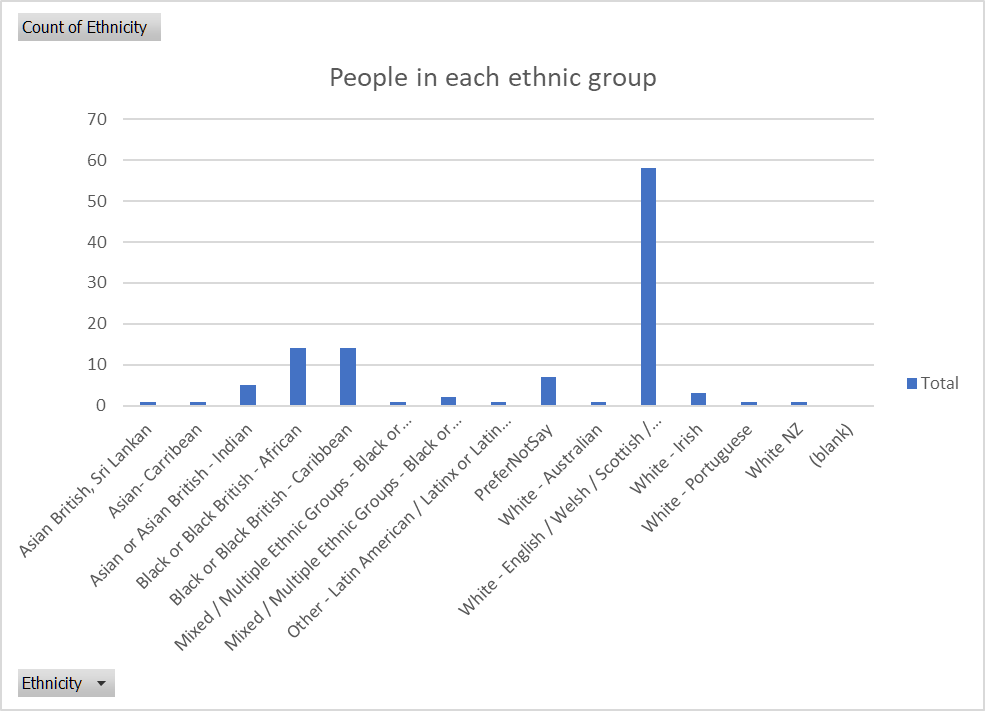 Count of Ethnicity
People in each ethnic group
70
60
50
40
30
20
10
0
Asian British, Sri Lankan
Asian- Carribean
Asian or Asian British - Indian
Black or Black British - African
Black or Black British - Caribbean
Mixed / Multiple Ethnic Groups - Black or…
Mixed / Multiple Ethnic Groups - Black or…
Other - Latin American / Latinx or Latin…
PreferNotSay
White - Australian
White - English / Welsh / Scottish /…
White - Irish
White - Portuguese
White NZ
(blank)
Total
Ethnicity